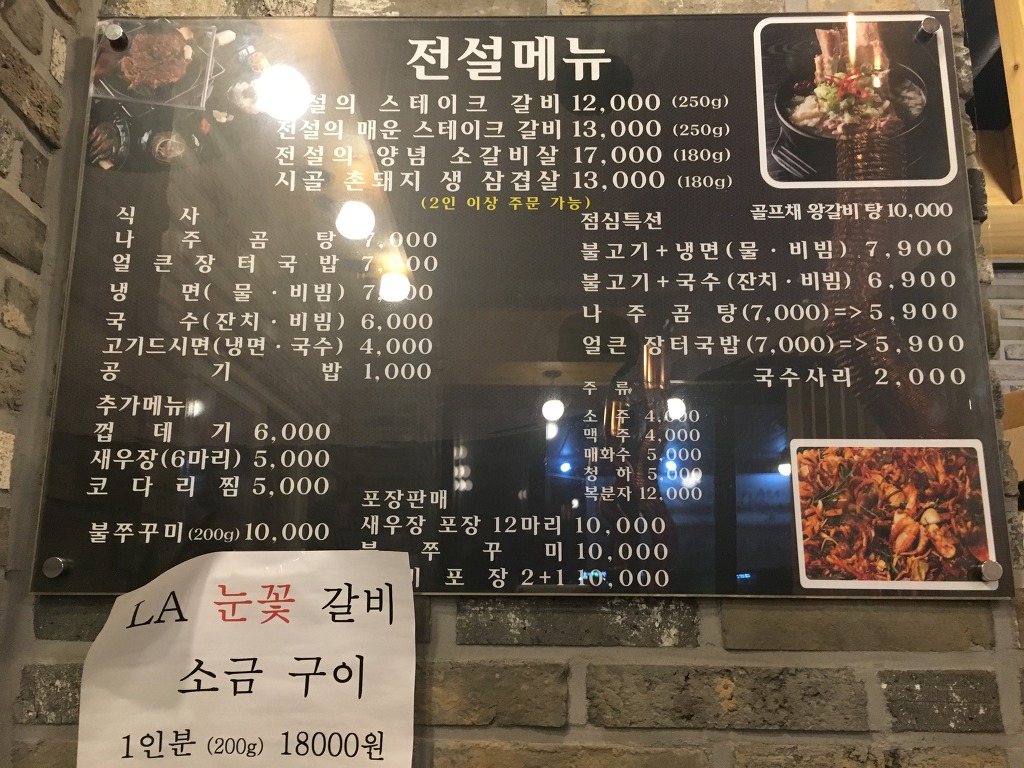 전설메뉴
설의 스테이크 갈비 12,000 (250g)
전설의 매운 스테이크 갈비 13,000 (250g)
전설의 양념 소갈비살 17,000 (180g)
시골 촌돼지 생 삼겹살 13,000 (180g)
(2인 이상 주문 가능)
식 사
나 주 곰 탕 7,000
얼 큰 장 터 국 밥 7,000
냉 면( 물 · 비빔) 7,000
국 수(잔치 · 비빔) 6,000
고기드시면(냉면 · 국수) 4,000
공 기 밥 1,000
추가메뉴
껍 데 기 6,000
새우장(6마리) 5,000
코 다 리 찜 5,000
불쭈꾸미(200g) 10,000
골프채 왕갈비 탕 10,000
점심특선
불고기+냉면(물 · 비빔) 7,900
불고기+국수(잔치 · 비빔) 6,900
나 주 곰 탕(7,000)=>5,900
얼큰 장터국밥(7,000)=>5,900
국수사리 2,000
주 류
소 주 4,000
맥 주 4,000
매화수 5,000
청 하 5,000
복분자 12,000
포장판매
새우장 포장 12마리 10,000
쭈 꾸 미 10,000
포 장 2+1 10,000
LA 눈꽃 갈비
소금 구이
1인분 (200g) 18000원